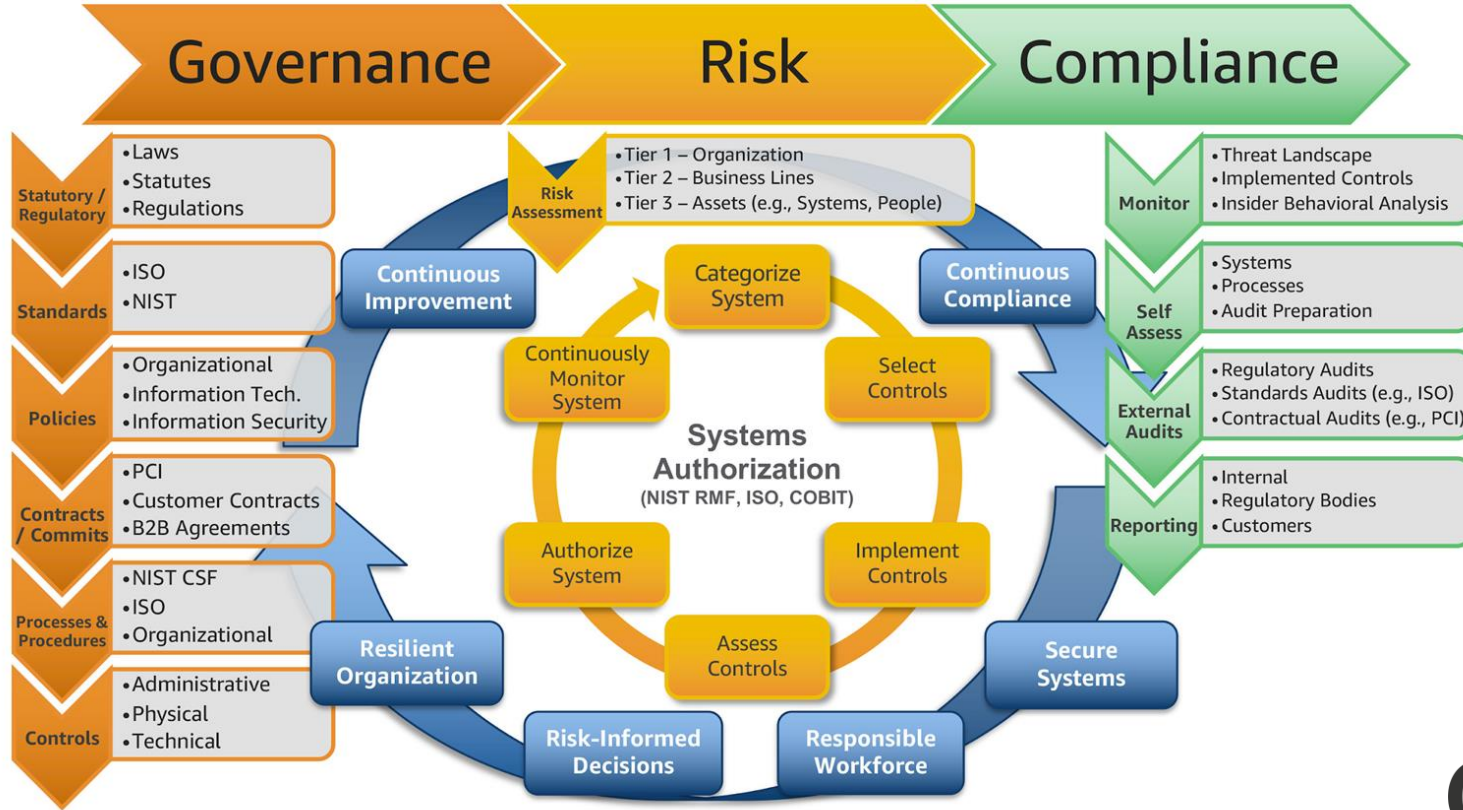 Governance
Risk
Compliance
Statutory /
Regulatory
•Laws
•Statutes
•Regulations
Standards
•ISO
•NIST
Policies
•Organizational
•Information Tech.
•Information Security
Contracts
/ Commits
•PCI
•Customer Contracts
•B2B Agreements
Processes &
Procedures
•NIST CSF
•ISO
•Organizational
Controls
•Administrative
•Physical
•Technical
Risk
Assessment
•Tier 1 – Organization
•Tier 2 – Business Lines
•Tier 3 – Assets (e.g., Systems, People)
Continuous
Improvement
Continuous
Compliance
Categorize
System
Select
Controls
Implement
Controls
Assess
Controls
Authorize
System
Continuously
Monitor
System
Systems
Authorization
(NIST RMF, ISO, COBIT)
Secure
Systems
Responsible
Workforce
Risk-Informed
Decisions
Resilient
Organization
Monitor
•Threat Landscape
•Implemented Controls
•Insider Behavioral Analysis
Self
Assess
•Systems
•Processes
•Audit Preparation
External
Audits
•Regulatory Audits
•Standards Audits (e.g., ISO)
•Contractual Audits (e.g., PCI)
Reporting
•Internal
•Regulatory Bodies
•Customers